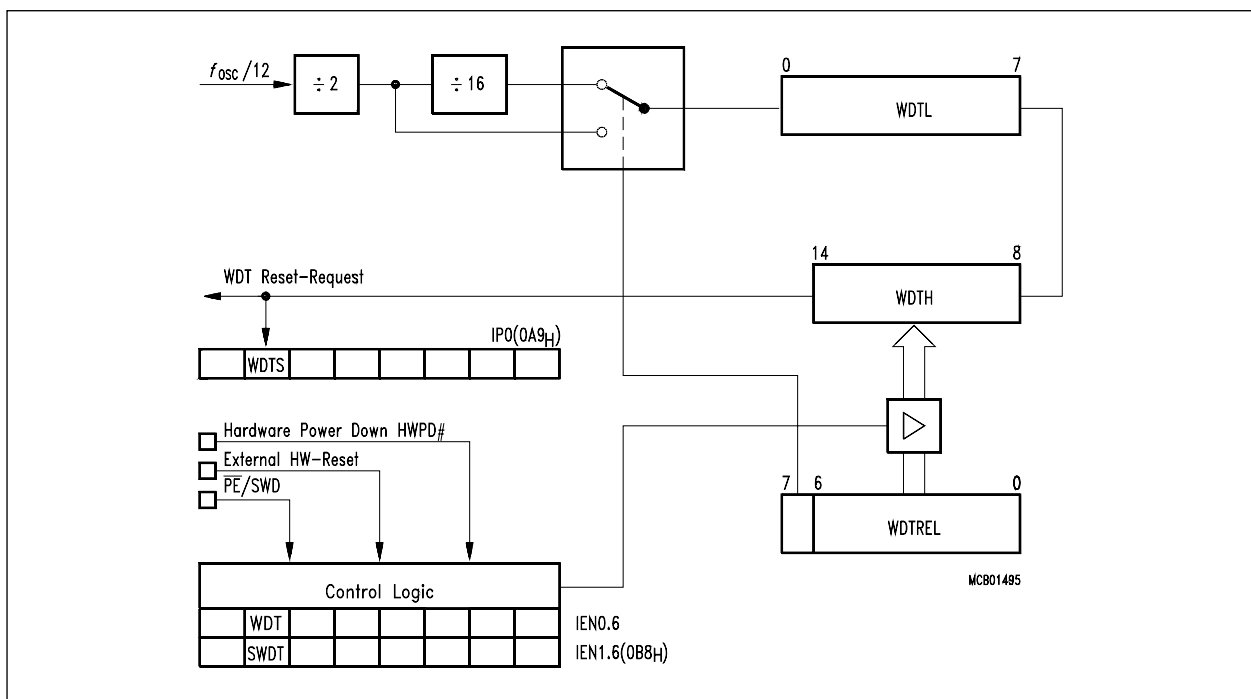 fosc/12
÷2
÷16
0 7
WDTL
14 8
WDTH
WDT Reset-Request
IP0(0A9H)
WDTS
Hardware Power Down HWPD#
External HW-Reset
PE/SWD
7 6 0
WDTREL
MCB01495
Control Logic
WDT
IEN0.6
SWDT
IEN1.6(0B8H)